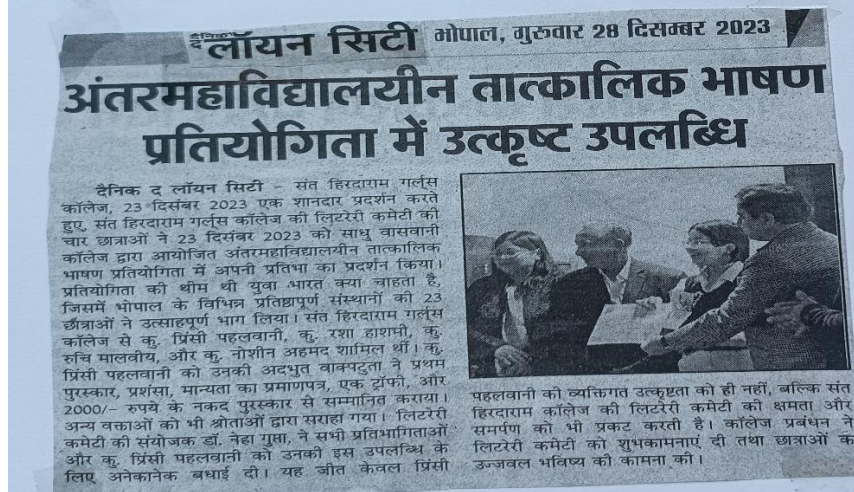 दैनिक
द लॉयन सिटी भोपाल, गुरुवार 28 दिसम्बर 2023
अंतरमहाविद्यालयीन तात्कालिक भाषण
प्रतियोगिता में उत्कृष्ट उपलब्धि
दैनिक द लॉयन सिटी - संत हिरदाराम गर्ल्स
कॉलेज, 23 दिसंबर 2023 एक शानदार प्रदर्शन करते
हुए, संत हिरदाराम गर्ल्स कॉलेज की लिटरेरी कमेटी की
चार छात्राओं ने 23 दिसंबर 2023 को साधु वासवानी
कॉलेज द्वारा आयोजित अंतरमहाविद्यालयीन तात्कालिक
भाषण प्रतियोगिता में अपनी प्रतिभा का प्रदर्शन किया।
प्रतियोगिता की थीम थी युवा भारत क्या चाहता है,
जिसमें भोपाल के विभिन्न प्रतिष्ठापूर्ण संस्थानों की 23
छात्राओं ने उत्साहपूर्ण भाग लिया। संत हिरदाराम गर्ल्स
कॉलेज से कु. प्रिंसी पहलवानी, कु. रशा हाशमी, कु.
रुचि मालवीय, और कु. नोशीन अहमद शामिल थीं। कु.
प्रिंसी पहलवानी को उनकी अदभुत वाक्पटुता ने प्रथम
पुरस्कार, प्रशंसा, मान्यता का प्रमाणपत्र, एक ट्रॉफी, और
2000/- रुपये के नकद पुरस्कार से सम्मानित कराया।
अन्य वक्ताओं को भी श्रोताओं द्वारा सराहा गया। लिटरेरी
कमेटी की संयोजक डॉ. नेहा गुप्ता, ने सभी प्रतिभागिताओं
और कु. प्रिंसी पहलवानी को उनकी इस उपलब्धि के
लिए अनेकानेक बधाई दी। यह जीत केवल प्रिंसी
पहलवानी की व्यक्तिगत उत्कृष्टता को ही नहीं, बल्कि संत
हिरदाराम कॉलेज की लिटरेरी कमेटी की क्षमता और
समर्पण को भी प्रकट करती है। कॉलेज प्रबंधन ने
लिटरेरी कमेटी को शुभकामनाएं दी तथा छात्राओं के
उज्जवल भविष्य की कामना की।